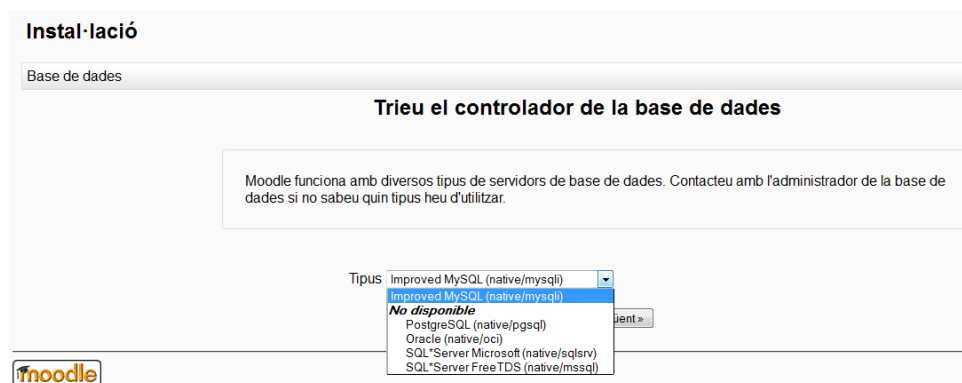 Instal·lació
Base de dades
Trieu el controlador de la base de dades
Moodle funciona amb diversos tipus de servidors de base de dades. Contacteu amb l'administrador de la base de
dades si no sabeu quin tipus heu d'utilitzar.
Tipus Improved MySQL (native/mysqli)
Improved MySQL (native/mysqli)
No disponible
PostgreSQL (native/pgsql)
Oracle (native/oci)
SQL*Server Microsoft (native/sqlsrv)
SQL*Server FreeTDS (native/mssql)
moodle